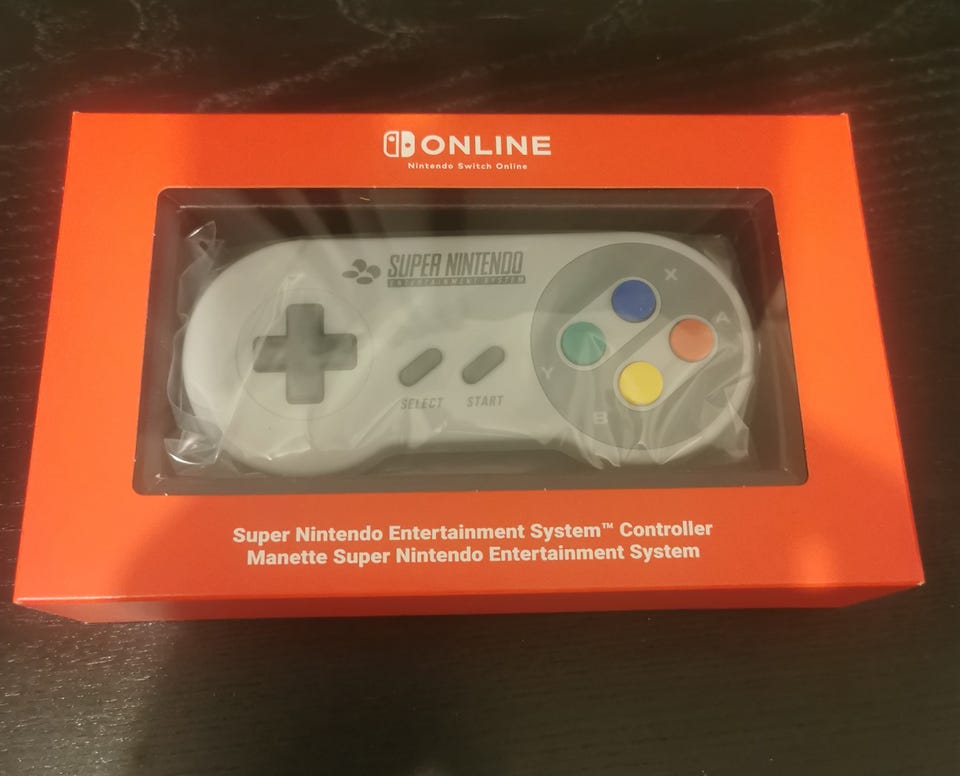 ONLINE
Nintendo Switch Online
SUPER NINTENDO
ENTERTAINMENT SYSTEM
X
A
Y
B
SELECT START
Super Nintendo Entertainment System™ Controller
Manette Super Nintendo Entertainment System